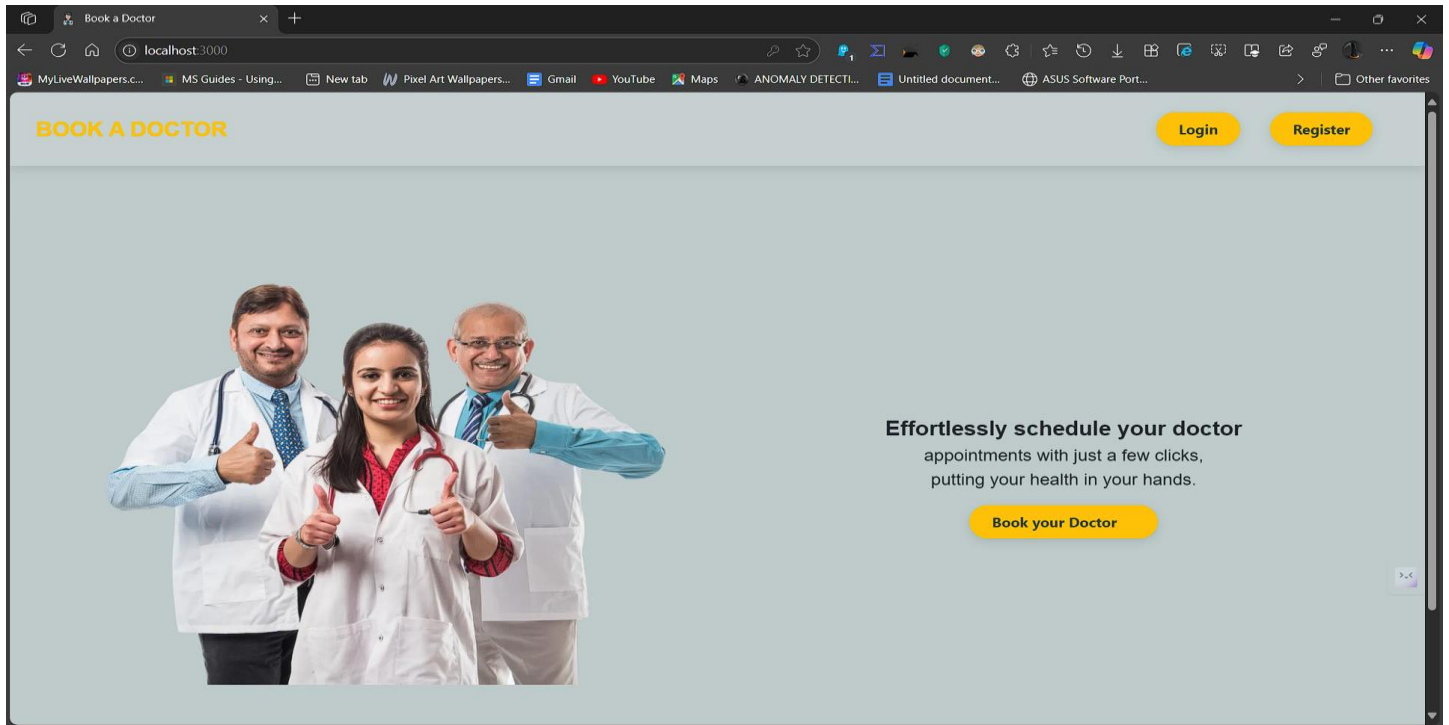 Book a Doctor
localhost:3000
1
MyLiveWallpapers.c... MS Guides - Using... New tab Pixel Art Wallpapers... Gmail YouTube Maps ANOMALY DETECTI... Untitled document... ASUS Software Port... Other favorites
BOOK A DOCTOR
Login Register
Effortlessly schedule your doctor
appointments with just a few clicks,
putting your health in your hands.
Book your Doctor